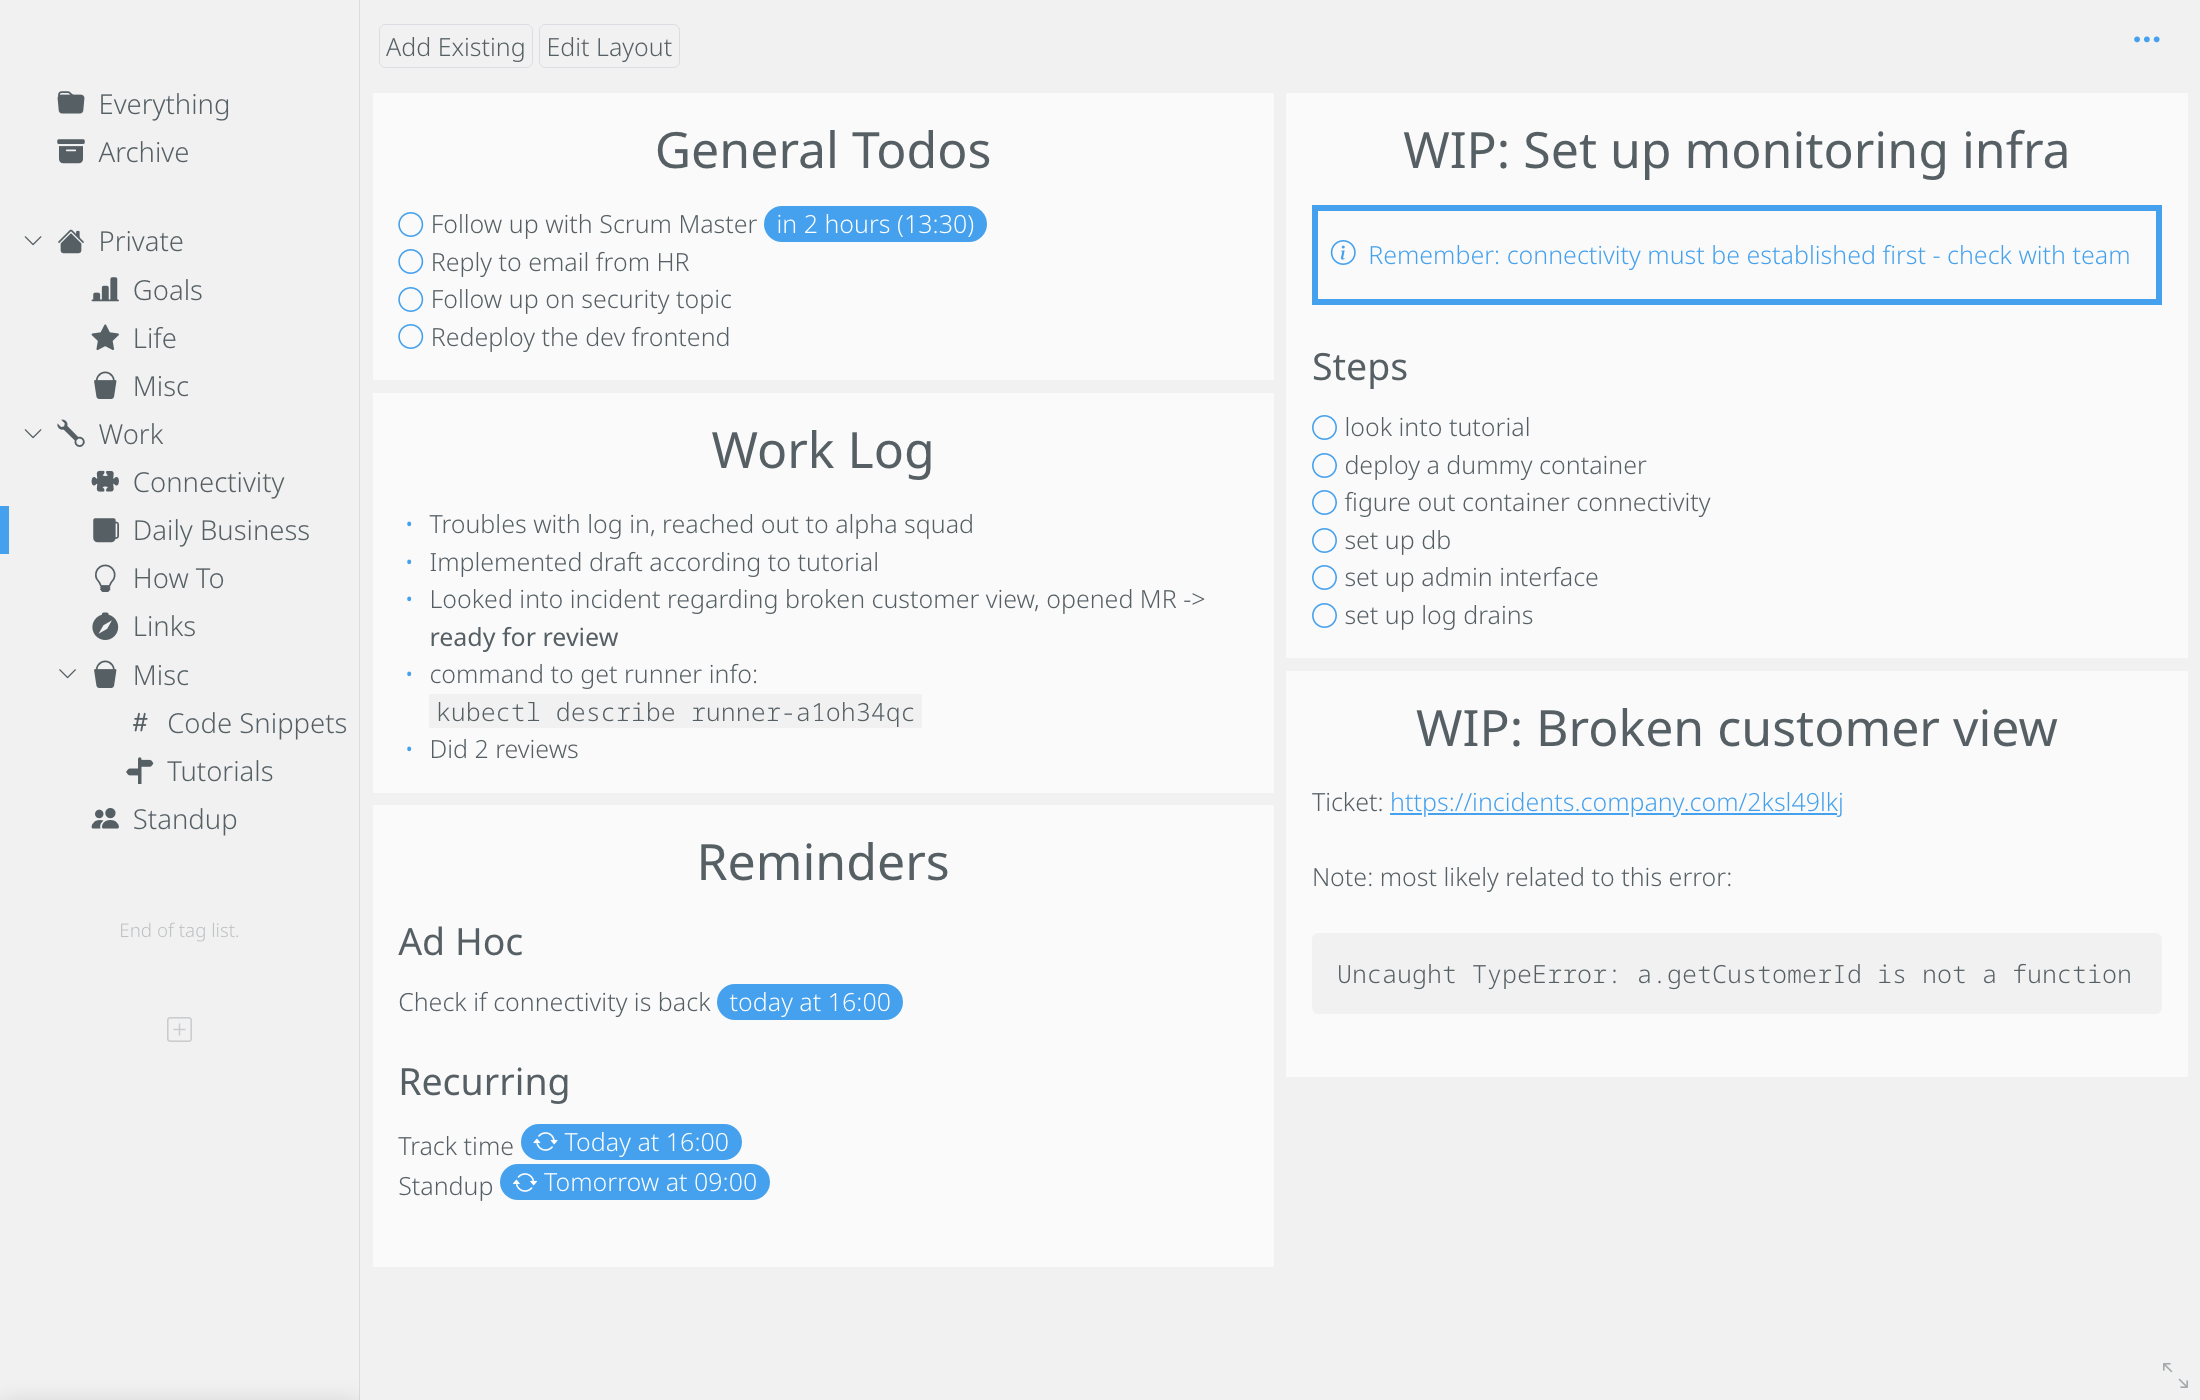 Everything
Archive
Private
Goals
Life
Misc
Work
Connectivity
Daily Business
How To
Links
Misc
# Code Snippets
Tutorials
Standup
End of tag list.
Add Existing Edit Layout
General Todos
Follow up with Scrum Master in 2 hours (13:30)
Reply to email from HR
Follow up on security topic
Redeploy the dev frontend
Work Log
Troubles with log in, reached out to alpha squad
Implemented draft according to tutorial
Looked into incident regarding broken customer view, opened MR ->
ready for review
command to get runner info:
kubectl describe runner-a1oh34qc
Did 2 reviews
Reminders
Ad Hoc
Check if connectivity is back today at 16:00
Recurring
Track time Today at 16:00
Standup Tomorrow at 09:00
WIP: Set up monitoring infra
Remember: connectivity must be established first - check with team
Steps
look into tutorial
deploy a dummy container
figure out container connectivity
set up db
set up admin interface
set up log drains
WIP: Broken customer view
Ticket: https://incidents.company.com/2ksl49lkj
Note: most likely related to this error:
Uncaught TypeError: a.getCustomerId is not a function